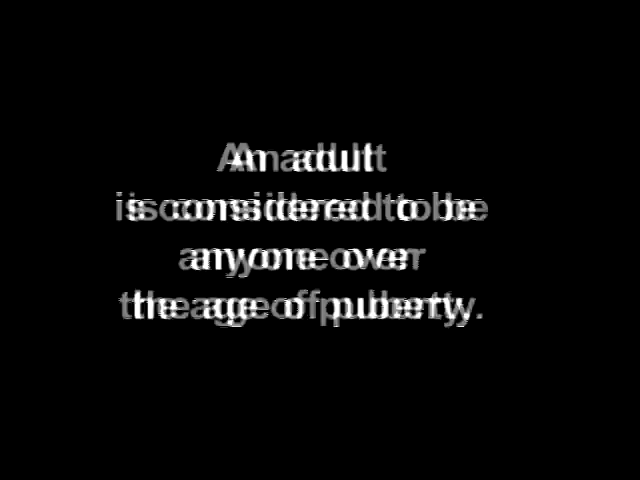 An adult
is considered to be
anyone over
the age of puberty.